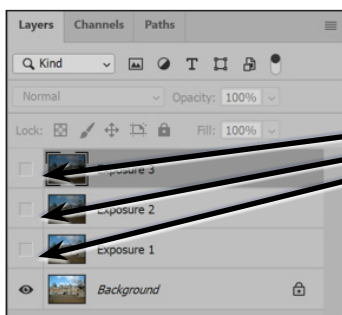 Layers Channels Paths
Kind
Normal Opacity: 100%
Lock: Fill: 100%
Exposure 3
Exposure 2
Exposure 1
Background